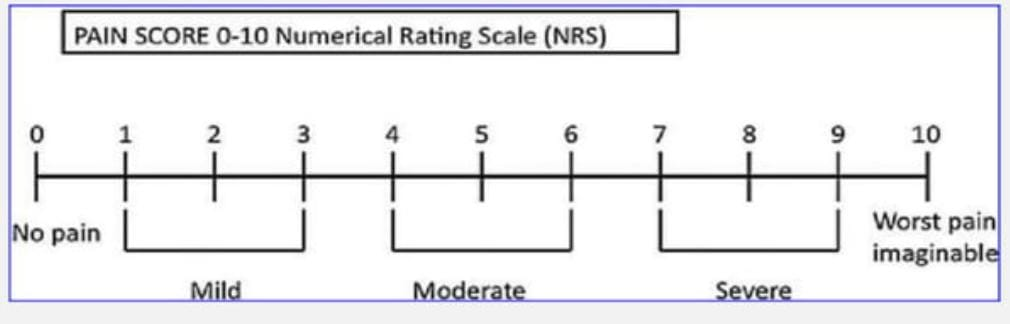 PAIN SCORE 0-10 Numerical Rating Scale (NRS)
0 1 2 3 4 5 6 7 8 9 10
No pain
Worst pain
imaginable
Mild Moderate Severe